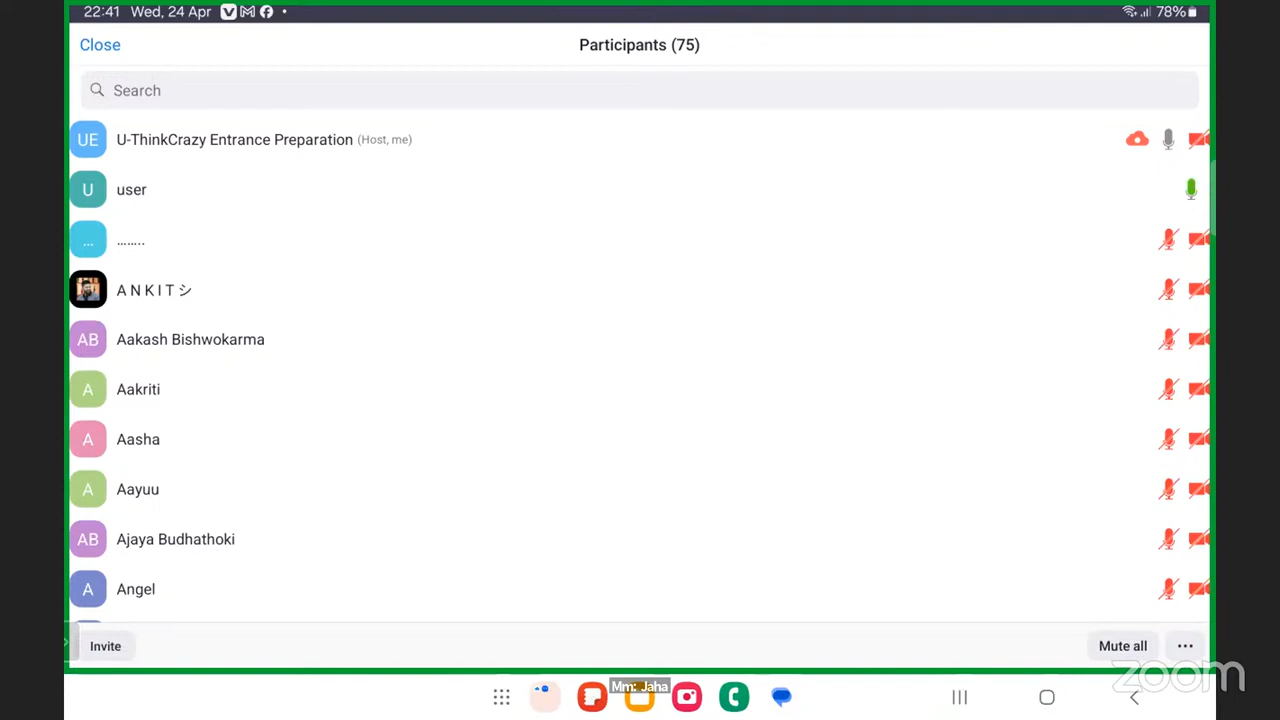 22:41 Wed, 24 Apr
78%
Close
Participants (75)
Search
UE
U-ThinkCrazy Entrance Preparation (Host, me)
U
user
...
........
A N K I T シ
AB
Aakash Bishwokarma
A
Aakriti
A
Aasha
A
Aayuu
AB
Ajaya Budhathoki
A
Angel
Invite
Mute all
zoom
Mm: Jaha